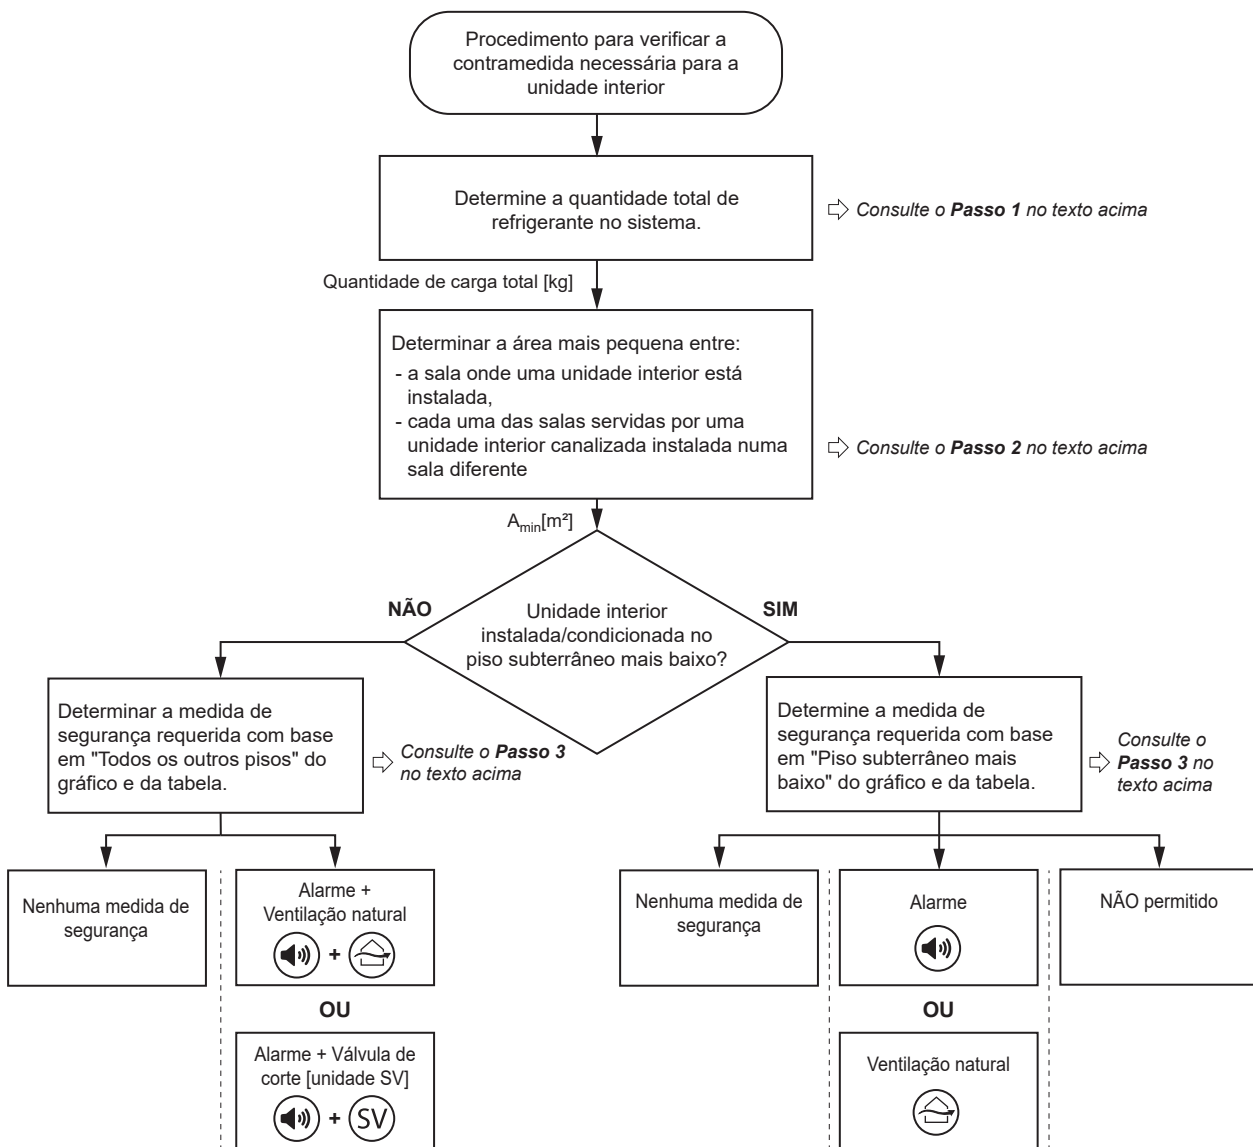 Procedimento para verificar a
contramedida necessária para a
unidade interior
Determine a quantidade total de
refrigerante no sistema.
Consulte o Passo 1 no texto acima
Quantidade de carga total [kg]
Determinar a área mais pequena entre:
- a sala onde uma unidade interior está
instalada,
- cada uma das salas servidas por uma
unidade interior canalizada instalada numa
sala diferente
Consulte o Passo 2 no texto acima
Amin[m²]
NÃO
Unidade interior
instalada/condicionada no
piso subterrâneo mais baixo?
SIM
Determinar a medida de
segurança requerida com base
em "Todos os outros pisos" do
gráfico e da tabela.
Consulte o Passo 3
no texto acima
Determine a medida de
segurança requerida com base
em "Piso subterrâneo mais
baixo" do gráfico e da tabela.
Consulte o
Passo 3 no
texto acima
Nenhuma medida de
segurança
Alarme +
Ventilação natural
+
OU
Alarme + Válvula de
corte [unidade SV]
+ SV
Nenhuma medida de
segurança
Alarme
OU
Ventilação natural
NÃO permitido